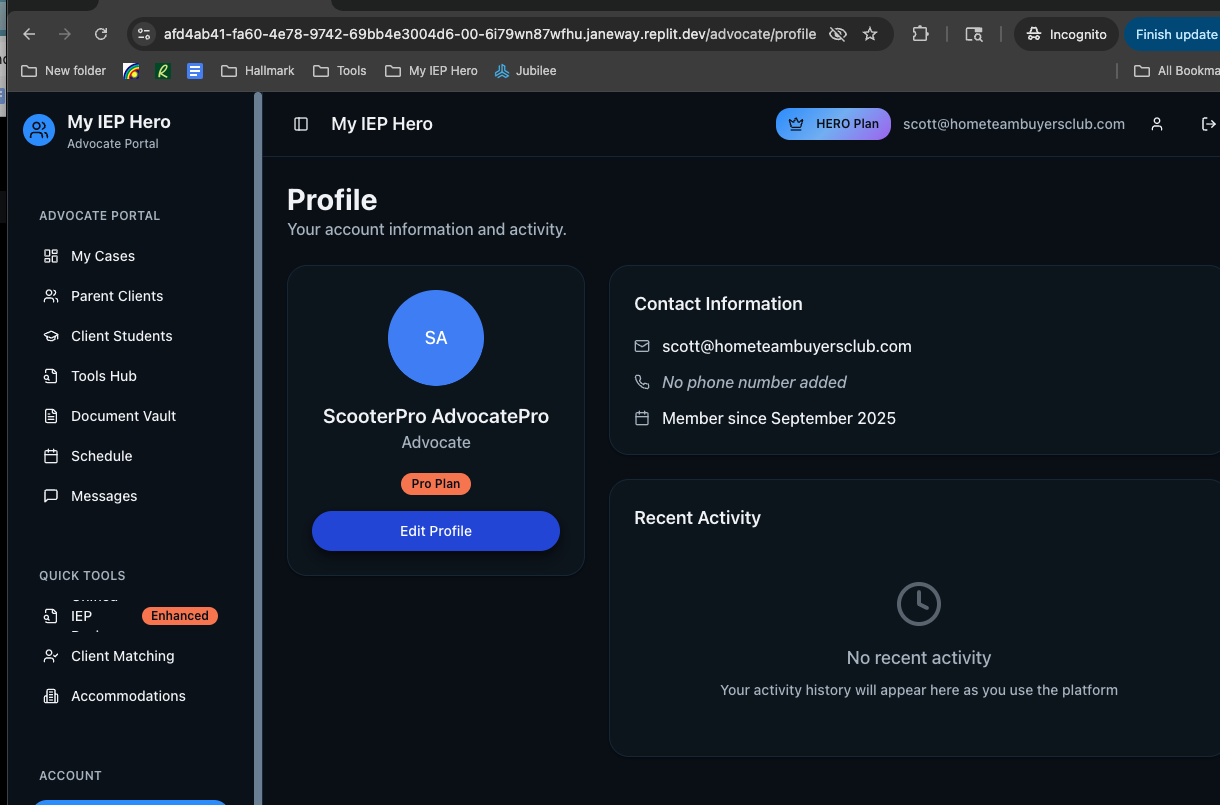 afd4ab41-fa60-4e78-9742-69bb4e3004d6-00-6i79wn87wfhu.janeway.replit.dev/advocate/profile
Incognito
Finish update
New folder
Hallmark
Tools
My IEP Hero
Jubilee
All Bookma
My IEP Hero
Advocate Portal
My IEP Hero
HERO Plan
scott@hometeambuyersclub.com
ADVOCATE PORTAL
My Cases
Parent Clients
Client Students
Tools Hub
Document Vault
Schedule
Messages
QUICK TOOLS
IEP
Enhanced
Client Matching
Accommodations
ACCOUNT
Profile
Your account information and activity.
SA
ScooterPro AdvocatePro
Advocate
Pro Plan
Edit Profile
Contact Information
scott@hometeambuyersclub.com
No phone number added
Member since September 2025
Recent Activity
No recent activity
Your activity history will appear here as you use the platform